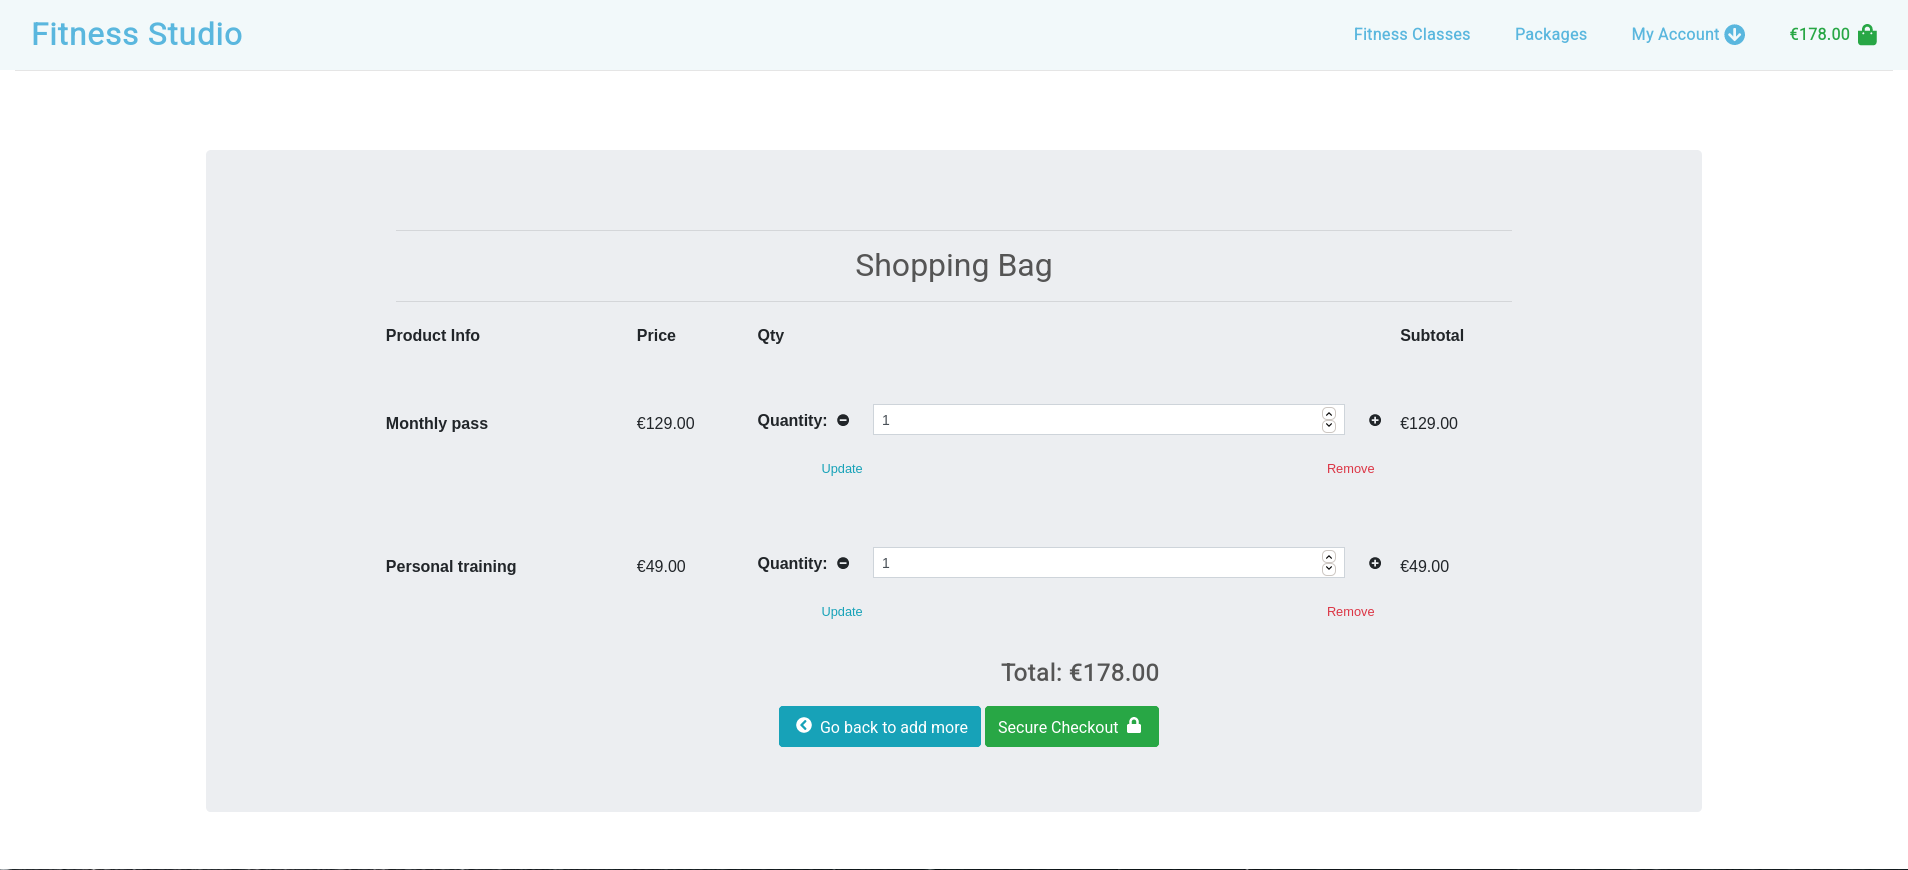 Fitness Studio Fitness Classes Packages My Account €178.00
Shopping Bag
Product Info Price Qty Subtotal
Monthly pass €129.00 Quantity: 1 €129.00
Update Remove
Personal training €49.00 Quantity: 1 €49.00
Update Remove
Total: €178.00
Go back to add more Secure Checkout